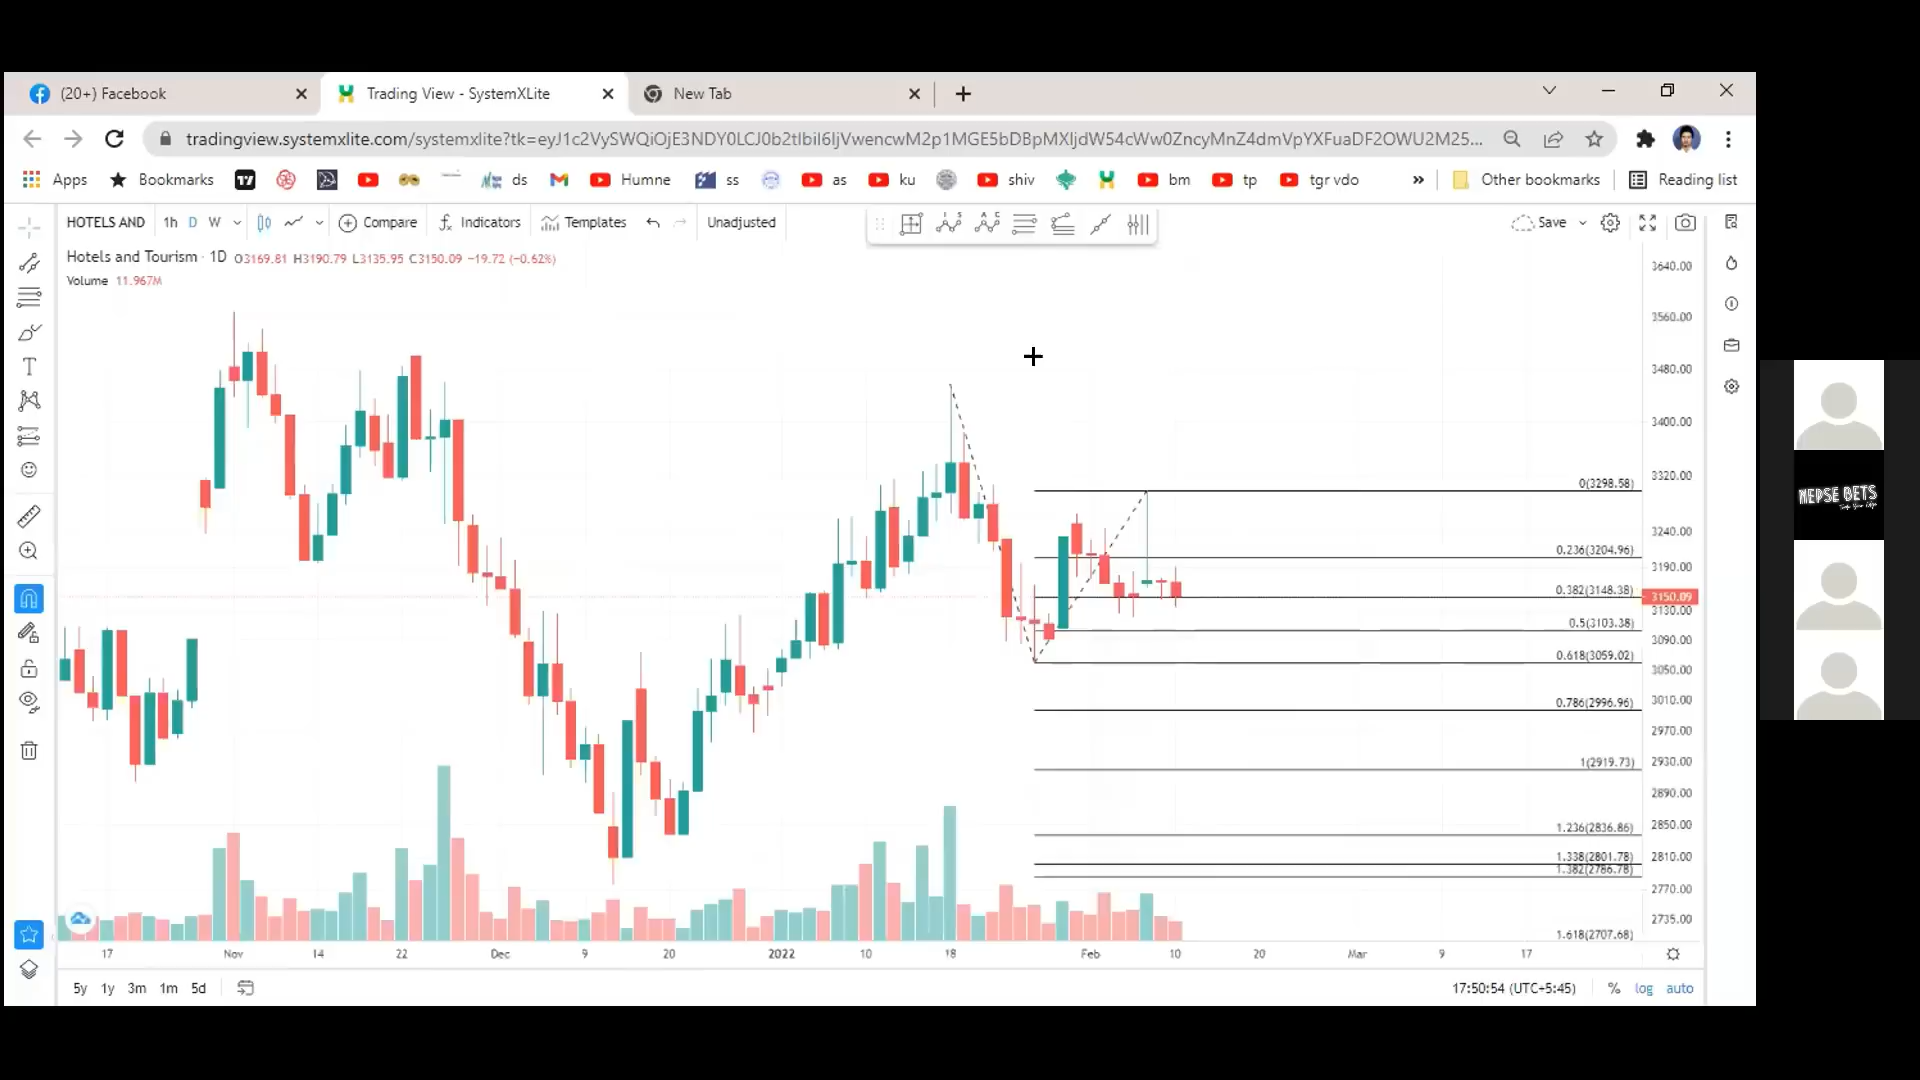 (20+) Facebook
Trading View - SystemXLite
New Tab
tradingview.systemxlite.com/systemxlite?tk=
Apps
Bookmarks
ds
Humne
ss
as
ku
shiv
bm
tp
tgr vdo
»
Other bookmarks
Reading list
HOTELS AND
1h
D
W
Compare
Indicators
Templates
Unadjusted
Save
Hotels and Tourism · 1D O3169.81 H3190.79 L3135.95 C3150.09 −19.72 (−0.62%)
Volume 11.967M
3640.00
3560.00
3480.00
3400.00
3320.00
3240.00
3190.00
3150.09
3130.00
3090.00
3050.00
3010.00
2970.00
2930.00
2890.00
2850.00
2810.00
2770.00
2735.00
0(3298.58)
0.236(3204.96)
0.382(3148.38)
0.5(3103.38)
0.618(3059.02)
0.786(2996.96)
1(2919.73)
1.236(2836.86)
1.338(2801.78)
1.382(2786.78)
1.618(2707.68)
NEPSE BETS
17
Nov
14
22
Dec
9
20
2022
10
18
Feb
10
20
Mar
9
17
5y
1y
3m
1m
5d
17:50:54 (UTC+5:45)
%
log
auto